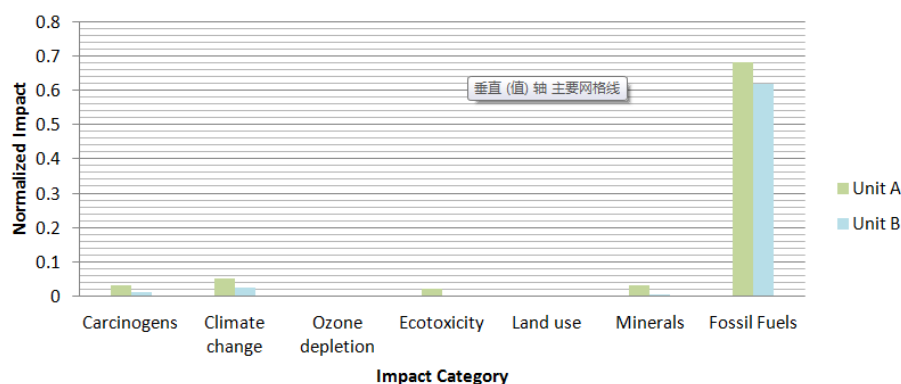 0.8
0.7
0.6
0.5
0.4
0.3
0.2
0.1
0
Normalized Impact
垂直 (值) 轴 主要网格线
Unit A
Unit B
Carcinogens
Climate
change
Ozone
depletion
Ecotoxicity
Land use
Minerals
Fossil Fuels
Impact Category